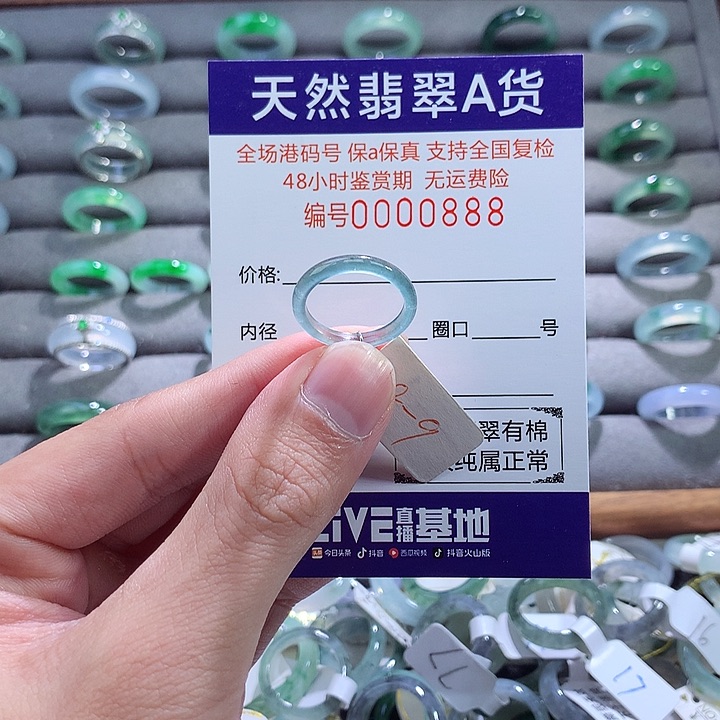 天然翡翠A货
全场港码号 保a保真 支持全国复检
48小时鉴赏期 无运费险
编号0000888
价格:
内径 圈口 号
翠有棉
纯属正常
LiVE直播基地
今日头条 抖音 西瓜视频 抖音火山版
17
16